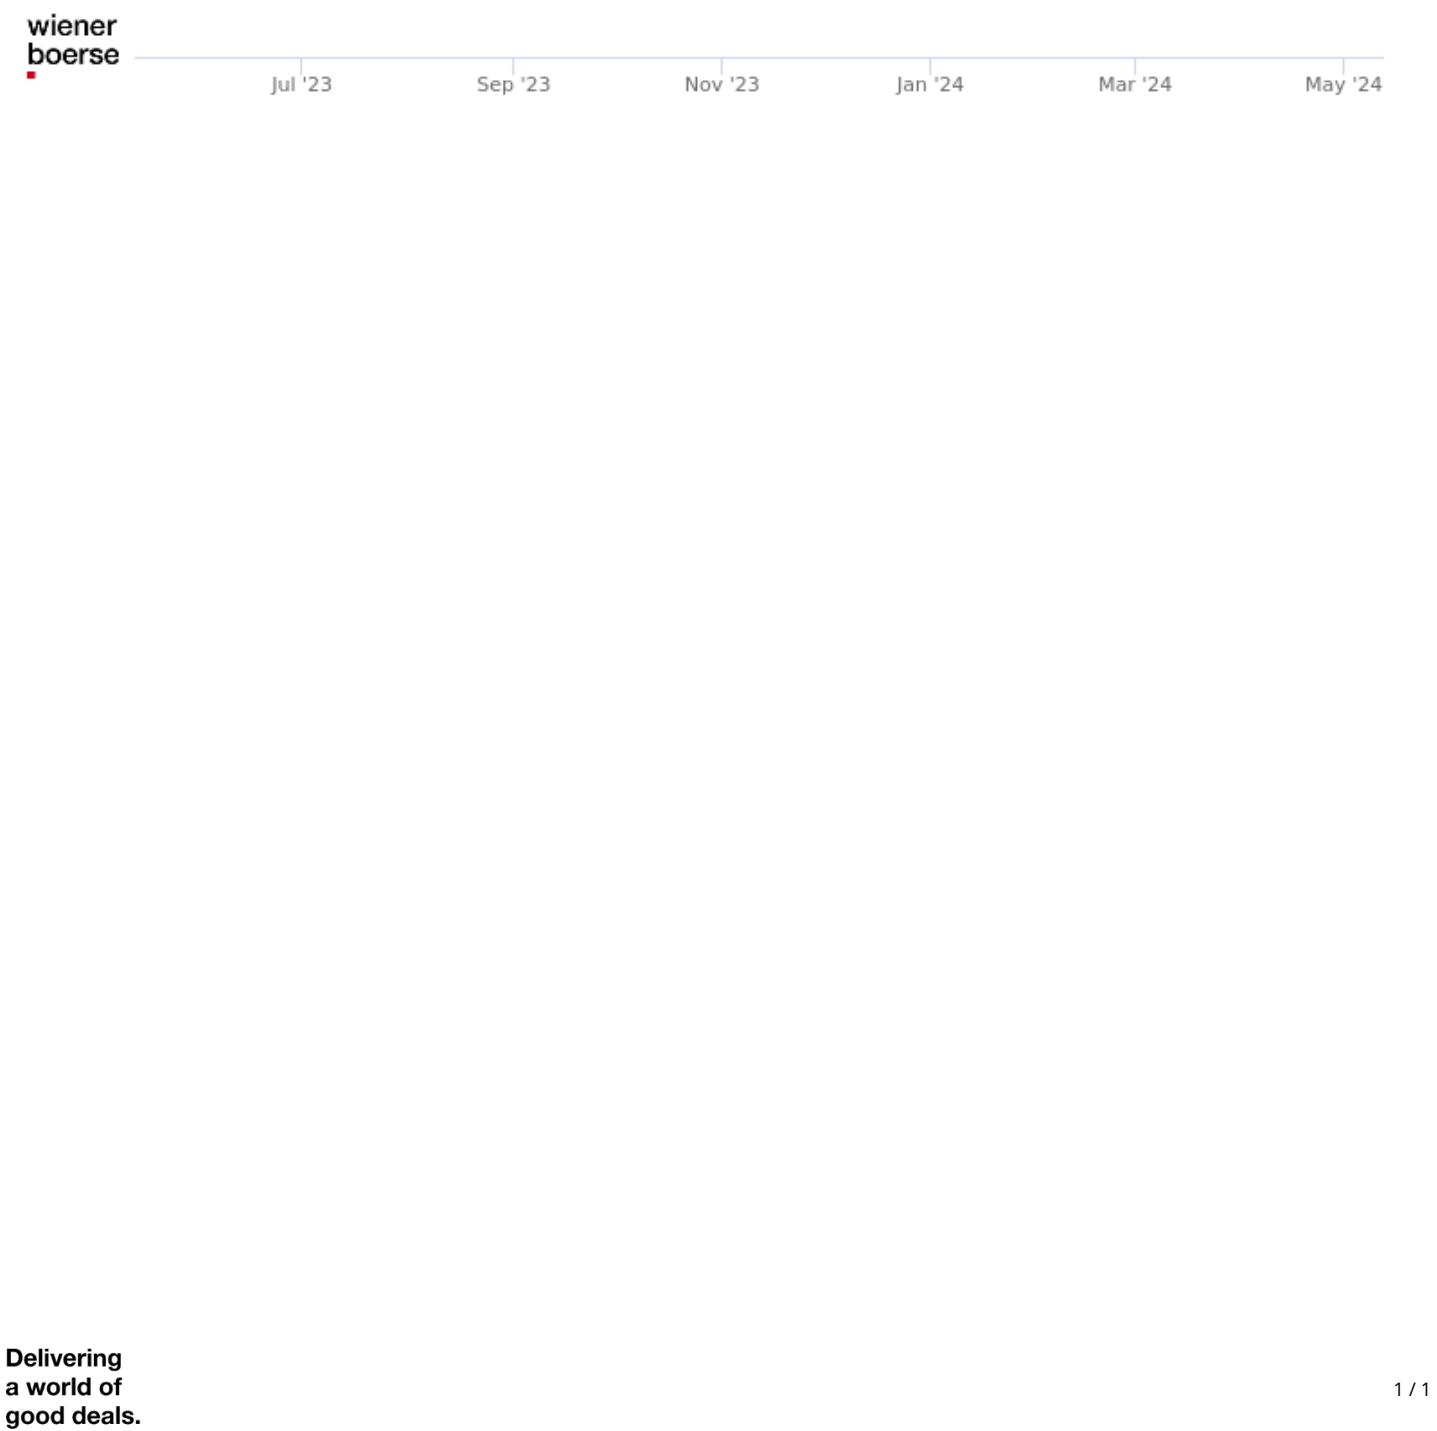 wiener
boerse
Jul '23 Sep '23 Nov '23 Jan '24 Mar '24 May '24
Delivering
a world of
good deals.
1 / 1